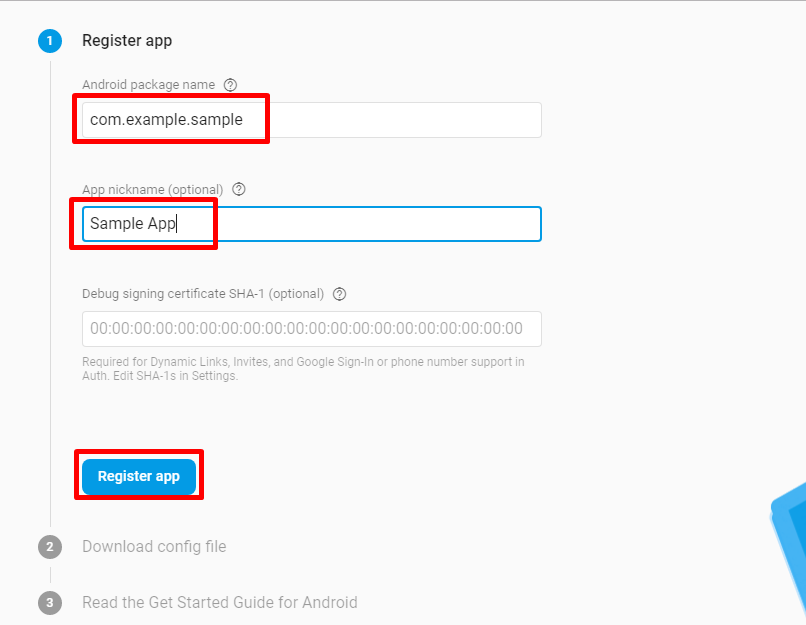 1 Register app
Android package name ?
com.example.sample
App nickname (optional) ?
Sample App
Debug signing certificate SHA-1 (optional) ?
00:00:00:00:00:00:00:00:00:00:00:00:00:00:00:00:00:00:00:00
Required for Dynamic Links, Invites, and Google Sign-In or phone number support in
Auth. Edit SHA-1s in Settings.
Register app
2 Download config file
3 Read the Get Started Guide for Android